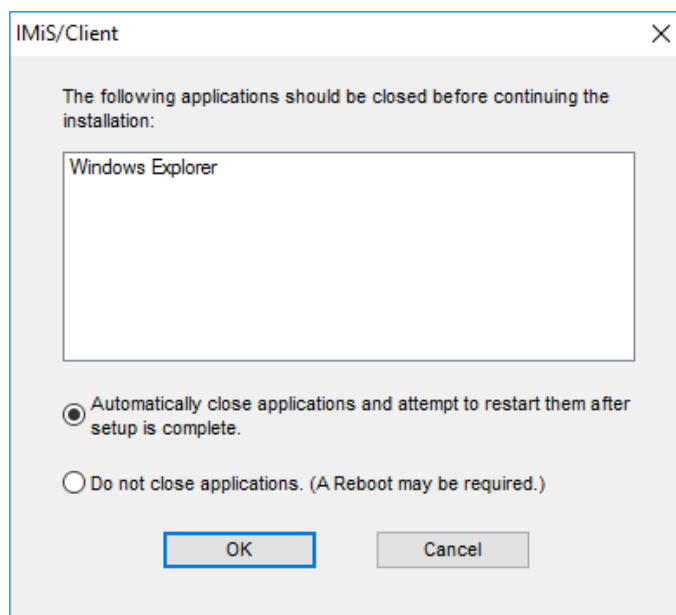 IMiS/Client
The following applications should be closed before continuing the
installation:
Windows Explorer
Automatically close applications and attempt to restart them after
setup is complete.
Do not close applications. (A Reboot may be required.)
OK
Cancel